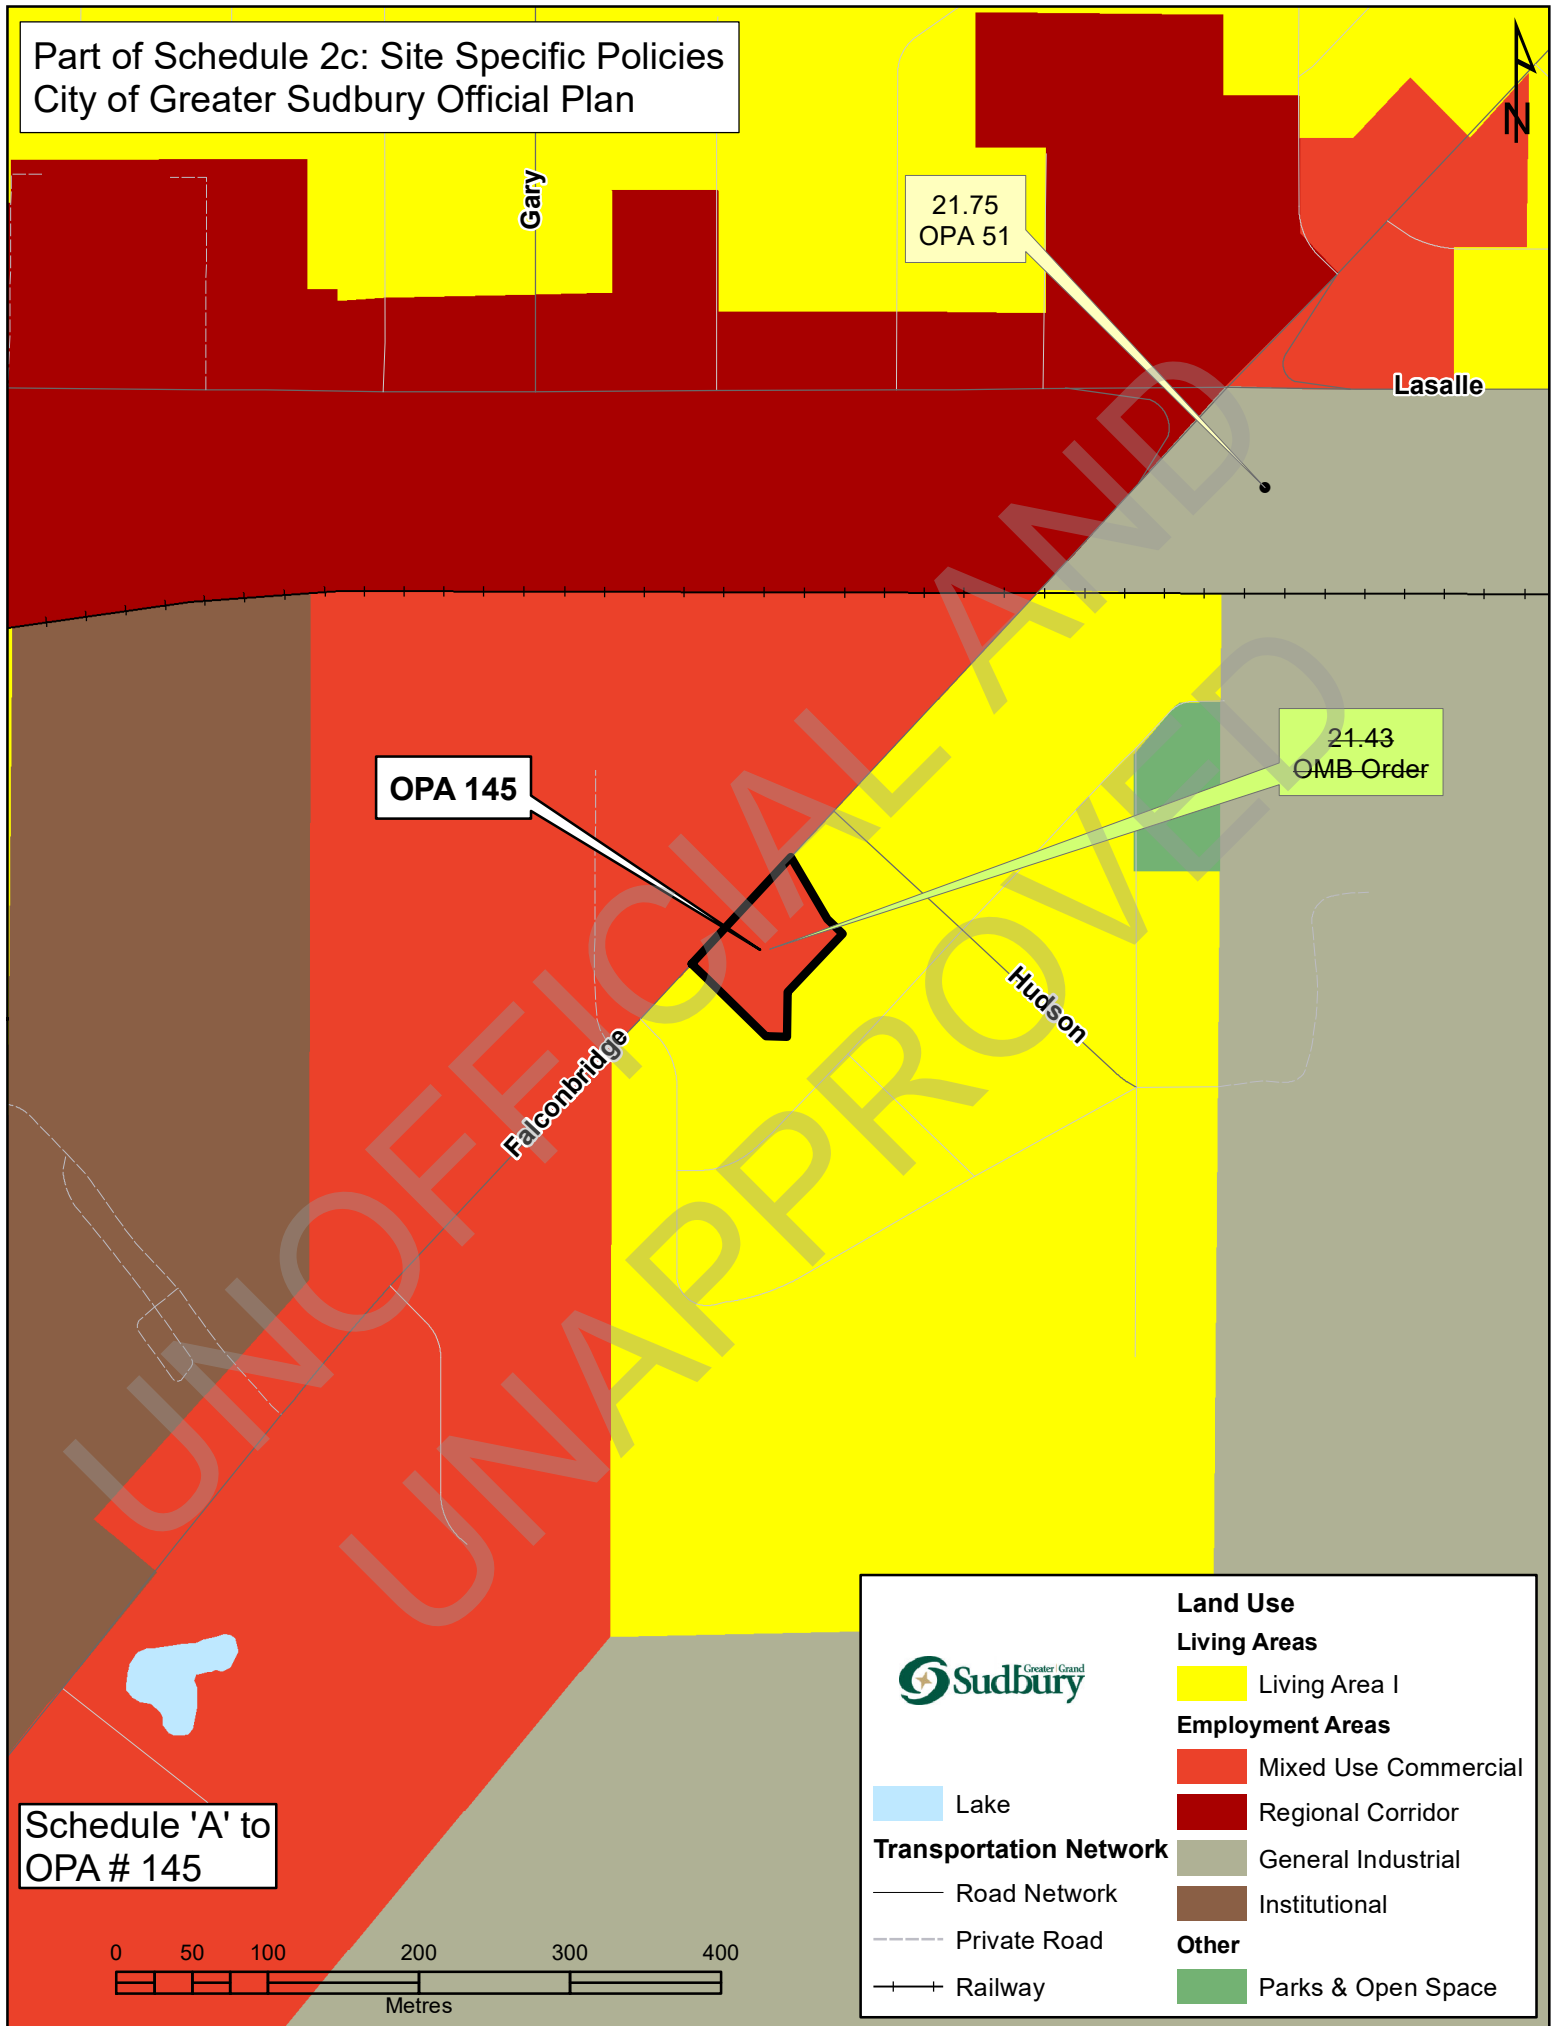 Part of Schedule 2c: Site Specific Policies
City of Greater Sudbury Official Plan
N
Gary
21.75
OPA 51
Lasalle
21.43
OMB Order
OPA 145
Hudson
Falconbridge
UNOFFICIAL AND
UNAPPROVED
Schedule 'A' to
OPA # 145
0 50 100 200 300 400
Metres
Greater | Grand
Sudbury
Lake
Transportation Network
Road Network
Private Road
Railway
Land Use
Living Areas
Living Area I
Employment Areas
Mixed Use Commercial
Regional Corridor
General Industrial
Institutional
Other
Parks & Open Space